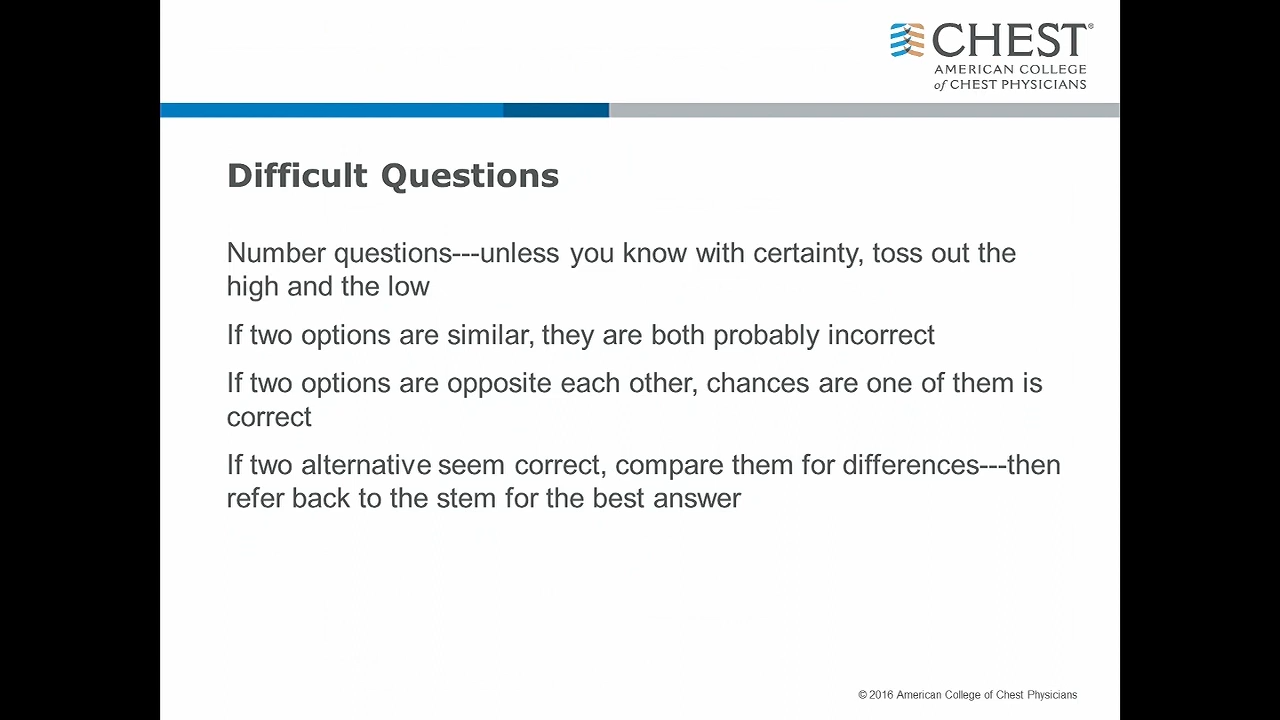 CHEST®
AMERICAN COLLEGE
of CHEST PHYSICIANS
Difficult Questions
Number questions---unless you know with certainty, toss out the
high and the low
If two options are similar, they are both probably incorrect
If two options are opposite each other, chances are one of them is
correct
If two alternative seem correct, compare them for differences---then
refer back to the stem for the best answer
© 2016 American College of Chest Physicians